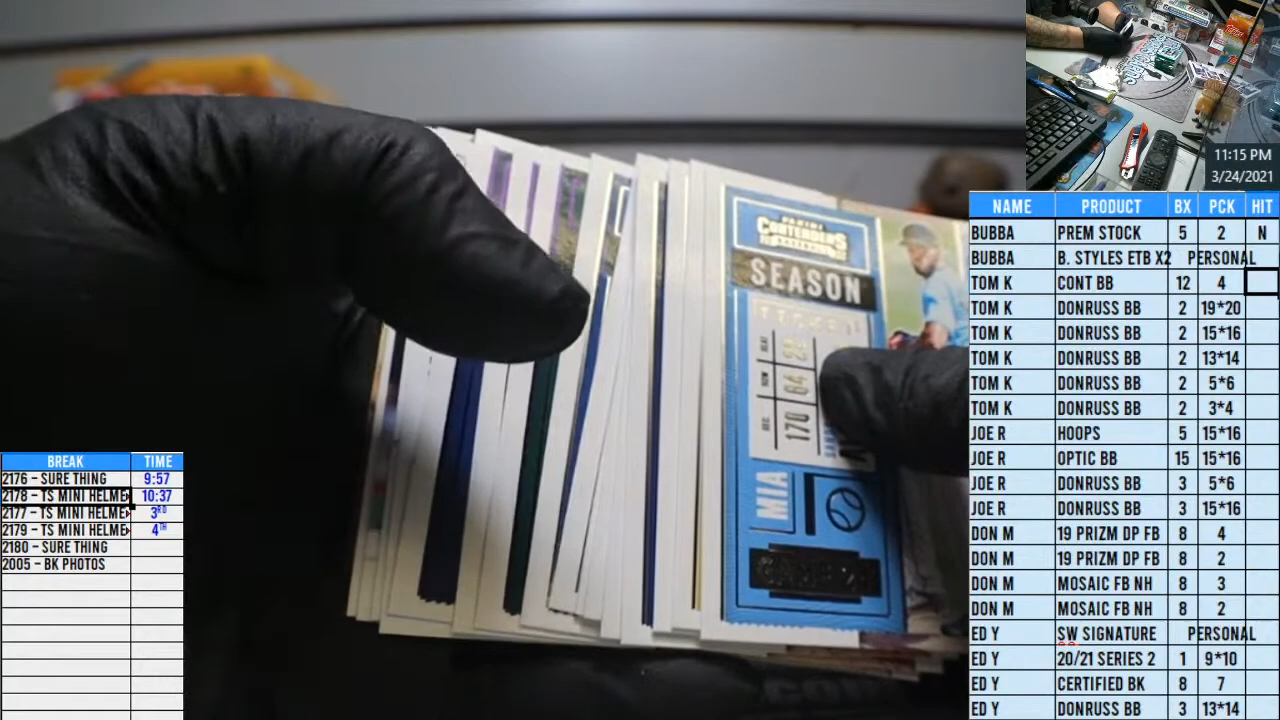 11:15 PM
3/24/2021
NAME PRODUCT BX PCK HIT
BUBBA PREM STOCK 5 2 N
BUBBA B. STYLES ETB X2 PERSONAL
TOM K CONT BB 12 4
TOM K DONRUSS BB 2 19*20
TOM K DONRUSS BB 2 15*16
TOM K DONRUSS BB 2 13*14
TOM K DONRUSS BB 2 5*6
TOM K DONRUSS BB 2 3*4
JOE R HOOPS 5 15*16
JOE R OPTIC BB 15 15*16
JOE R DONRUSS BB 3 5*6
JOE R DONRUSS BB 3 15*16
DON M 19 PRIZM DP FB 8 4
DON M 19 PRIZM DP FB 8 2
DON M MOSAIC FB NH 8 3
DON M MOSAIC FB NH 8 2
ED Y SW SIGNATURE PERSONAL
ED Y 20/21 SERIES 2 1 9*10
ED Y CERTIFIED BK 8 7
ED Y DONRUSS BB 3 13*14
BREAK TIME
2176 - SURE THING 9:57
2178 - TS MINI HELME 10:37
2177 - TS MINI HELME 3RD
2179 - TS MINI HELME 4TH
2180 - SURE THING
2005 - BK PHOTOS
PANINI
CONTENDERS
SEASON
TICKET
170 64 22
MIA